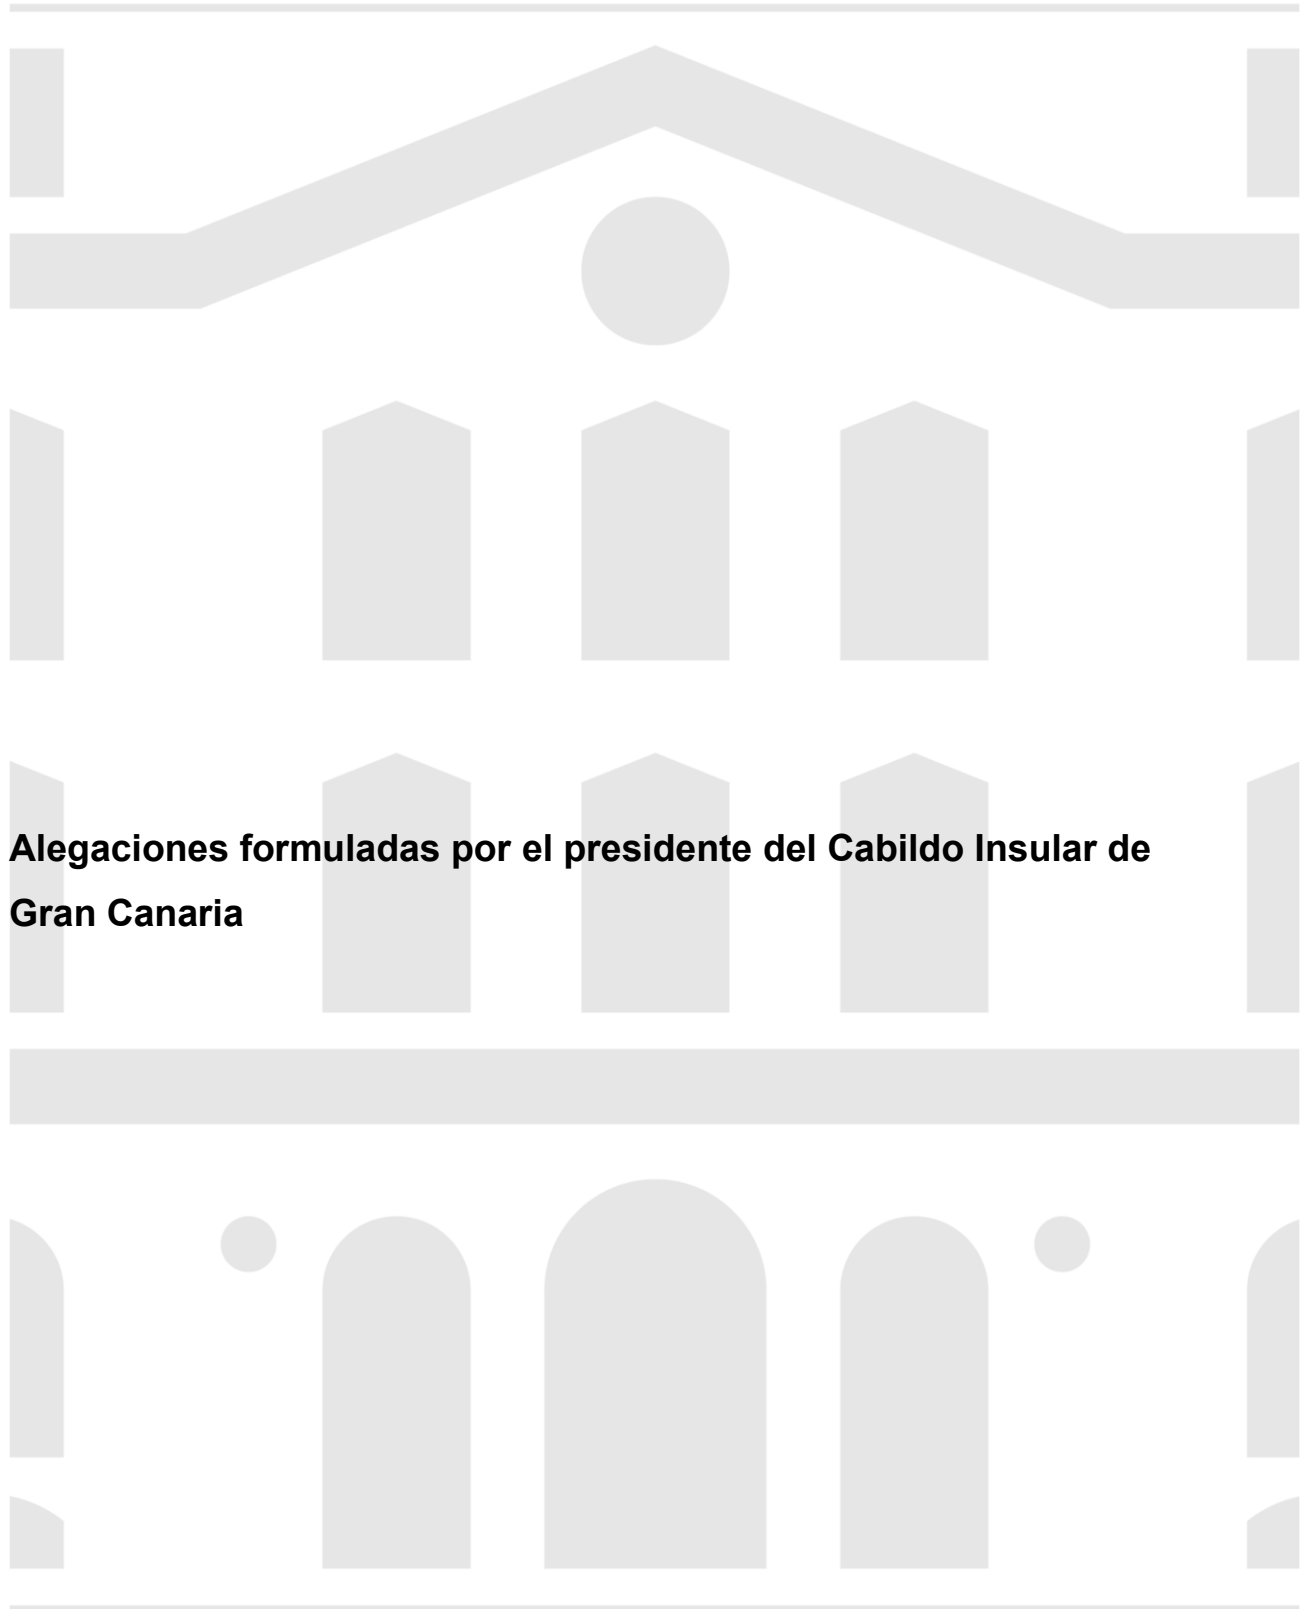 Alegaciones formuladas por el presidente del Cabildo Insular de
Gran Canaria